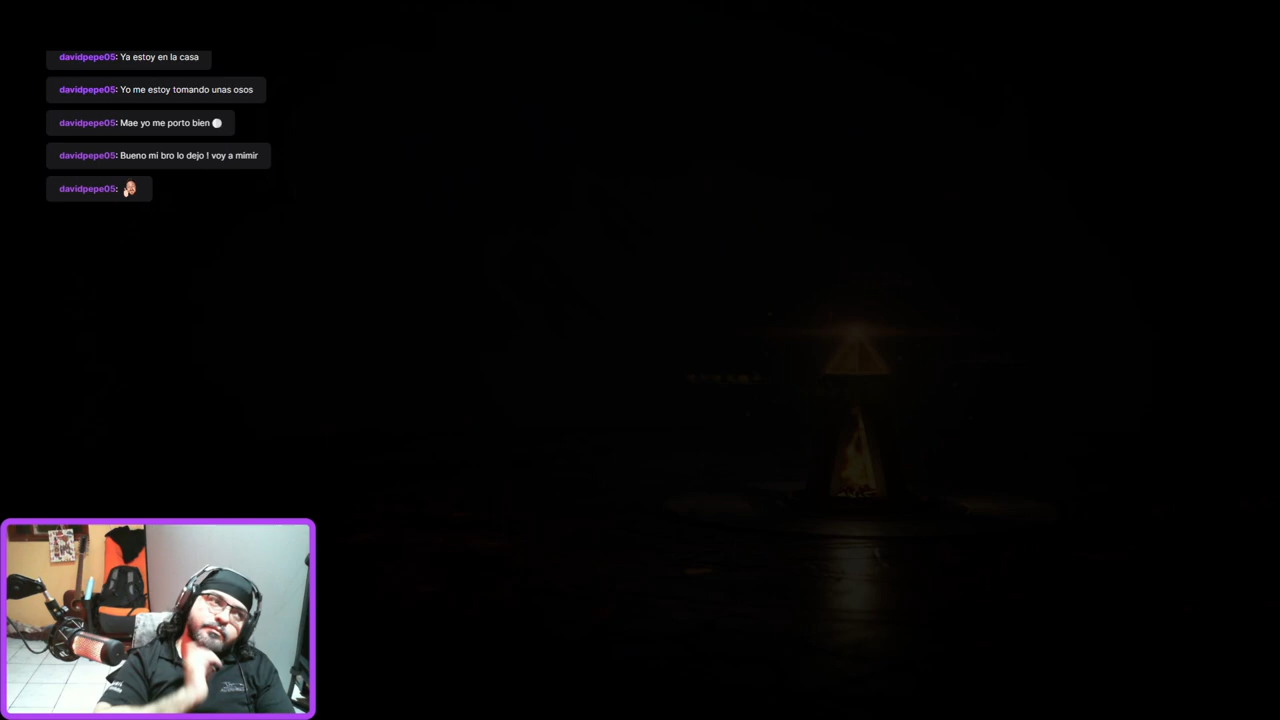 davidpepe05: Ya estoy en la casa
davidpepe05: Yo me estoy tomando unas osos
davidpepe05: Mae yo me porto bien
davidpepe05: Bueno mi bro lo dejo ! voy a mimir
davidpepe05: